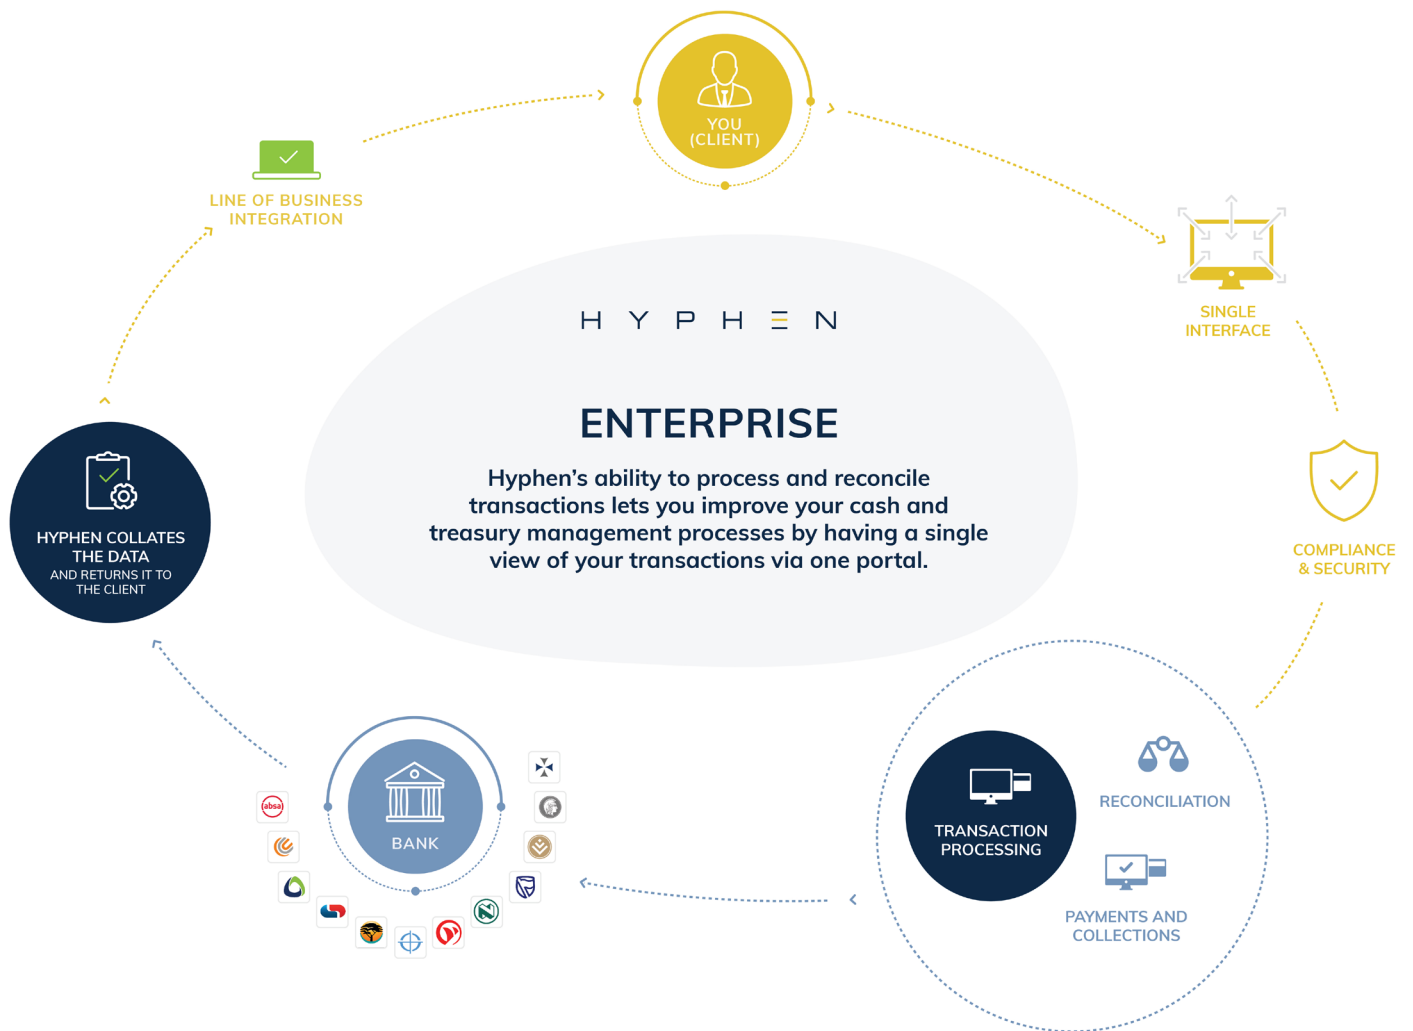 YOU
(CLIENT)
LINE OF BUSINESS
INTEGRATION
SINGLE
INTERFACE
HYPHEN
ENTERPRISE
Hyphen’s ability to process and reconcile
transactions lets you improve your cash and
treasury management processes by having a single
view of your transactions via one portal.
HYPHEN COLLATES
THE DATA
AND RETURNS IT TO
THE CLIENT
COMPLIANCE
& SECURITY
BANK
absa
TRANSACTION
PROCESSING
RECONCILIATION
PAYMENTS AND
COLLECTIONS